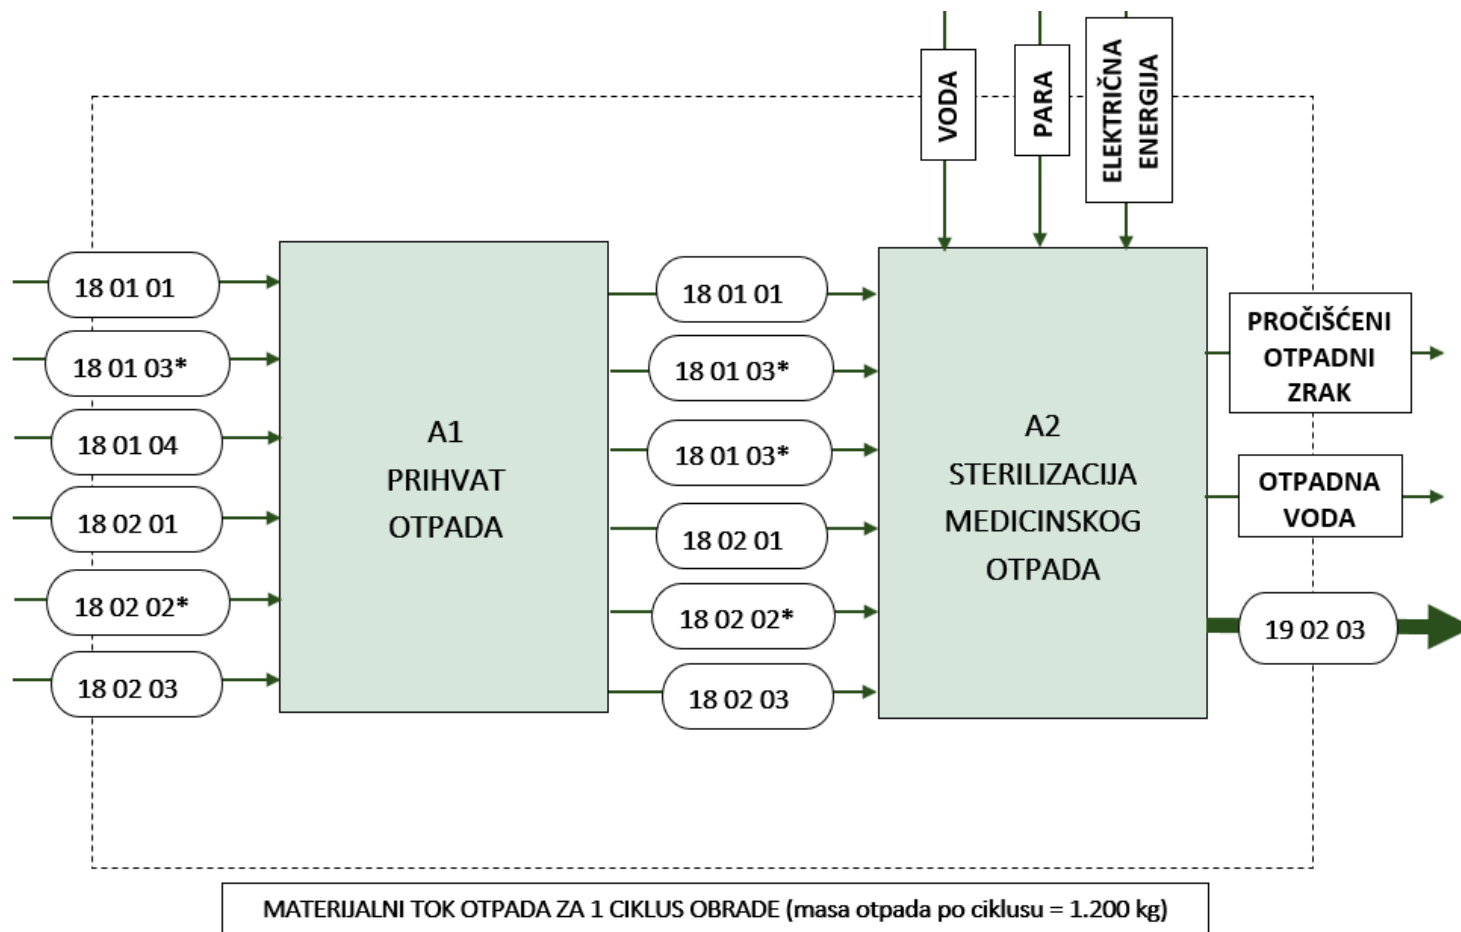 VODA
PARA
ELEKTRIČNA
ENERGIJA
18 01 01
18 01 03*
18 01 04
18 02 01
18 02 02*
18 02 03
A1
PRIHVAT
OTPADA
18 01 01
18 01 03*
18 01 03*
18 02 01
18 02 02*
18 02 03
A2
STERILIZACIJA
MEDICINSKOG
OTPADA
PROČIŠĆENI
OTPADNI
ZRAK
OTPADNA
VODA
19 02 03
MATERIJALNI TOK OTPADA ZA 1 CIKLUS OBRADE (masa otpada po ciklusu = 1.200 kg)